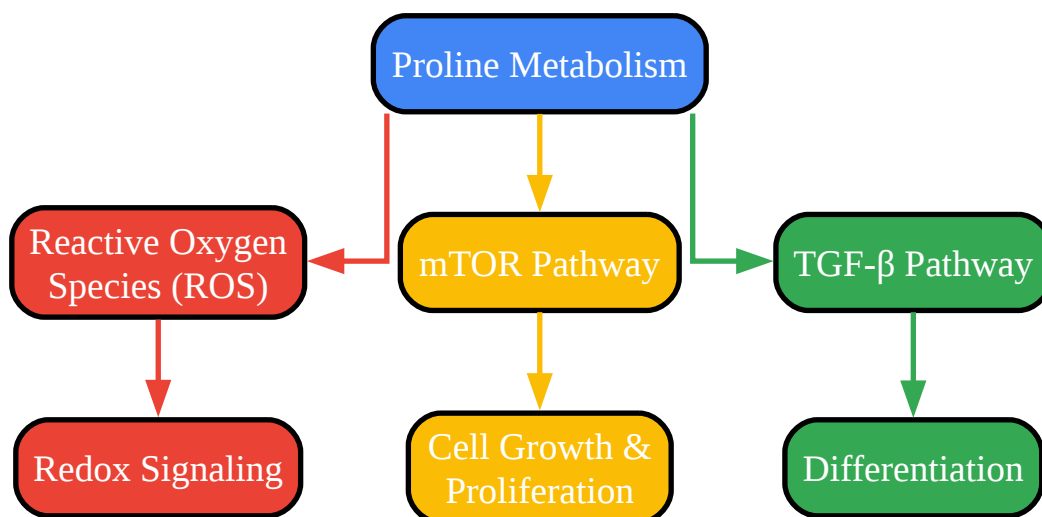 Proline Metabolism
Reactive Oxygen
Species (ROS)
mTOR Pathway
TGF-β Pathway
Redox Signaling
Cell Growth &
Proliferation
Differentiation